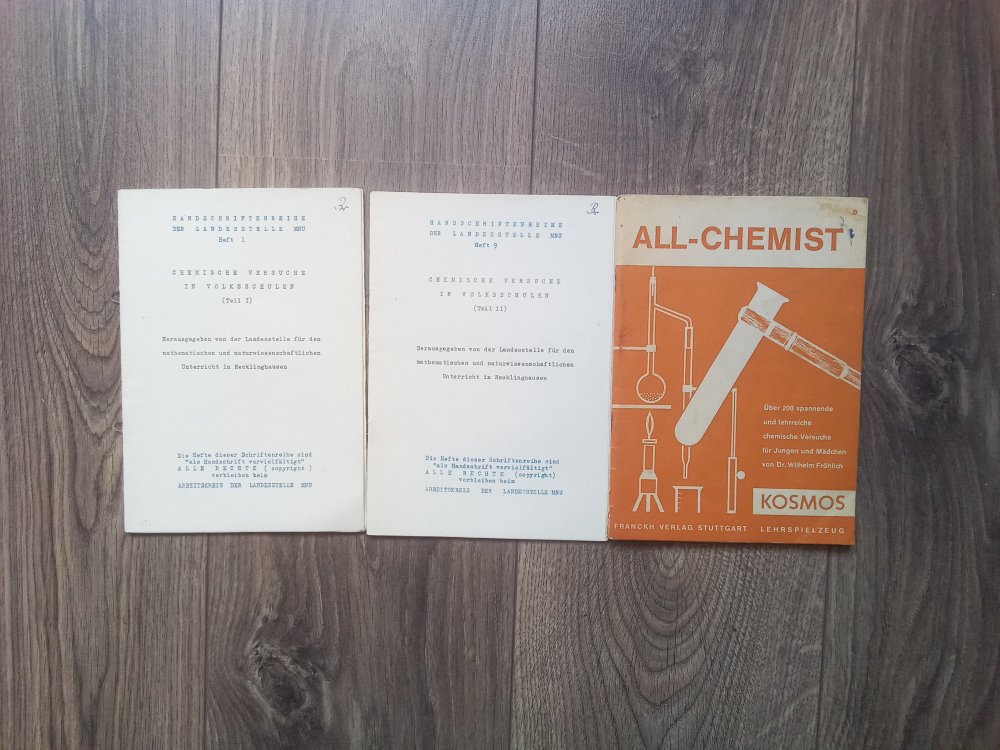 HANDSCHRIFTENREIHE
DER LANDESSTELLE MNU
Heft 1
CHEMISCHE VERSUCHE
IN VOLKSSCHULEN
(Teil I)
Herausgegeben von der Landesstelle für den
mathematischen und naturwissenschaftlichen
Unterricht in Recklinghausen
Die Hefte dieser Schriftenreihe sind
"als Handschrift vervielfältigt"
ALLE RECHTE ( copyright )
verbleiben beim
ARBEITSKREIS DER LANDESSTELLE MNU
HANDSCHRIFTENREIHE
DER LANDESSTELLE MNU
Heft 9
CHEMISCHE VERSUCHE
IN VOLKSSCHULEN
(Teil II)
Herausgegeben von der Landesstelle für den
mathematischen und naturwissenschaftlichen
Unterricht in Recklinghausen
Die Hefte dieser Schriftenreihe sind
"als Handschrift vervielfältigt"
ALLE RECHTE (copyright)
verbleiben beim
ARBEITSKREIS DER LANDESSTELLE MNU
ALL-CHEMIST
Über 200 spannende
und lehrreiche
chemische Versuche
für Jungen und Mädchen
von Dr. Wilhelm Fröhlich
KOSMOS
FRANCKH VERLAG STUTTGART · LEHRSPIELZEUG